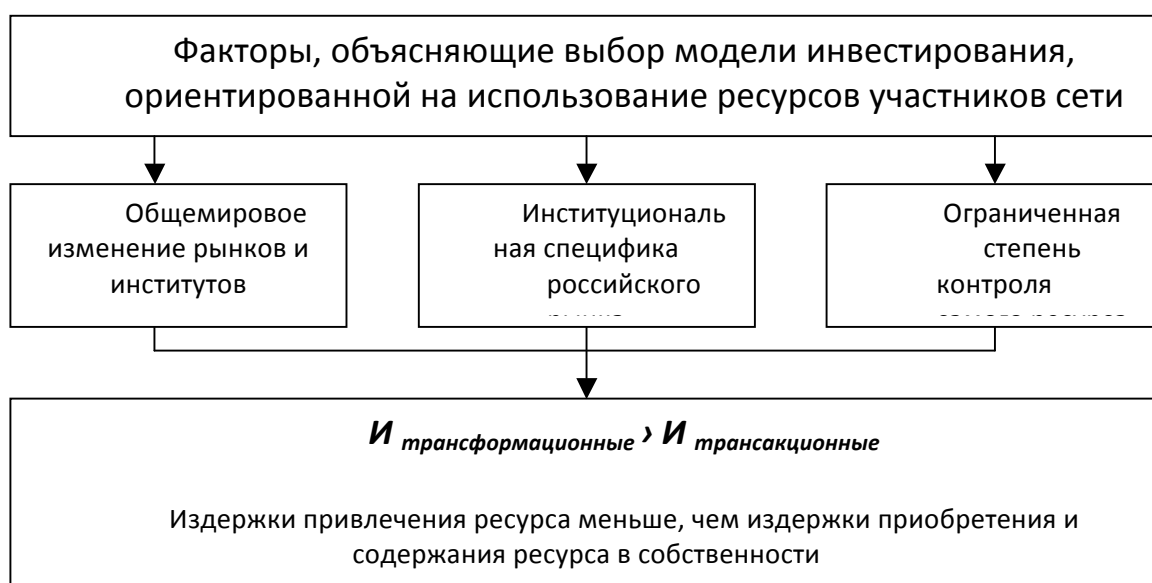 Факторы, объясняющие выбор модели инвестирования,
ориентированной на использование ресурсов участников сети
Общемировое
изменение рынков и
институтов
Институциональ
ная специфика
российского
Ограниченная
степень
контроля
И трансформационные › И трансакционные
Издержки привлечения ресурса меньше, чем издержки приобретения и
содержания ресурса в собственности